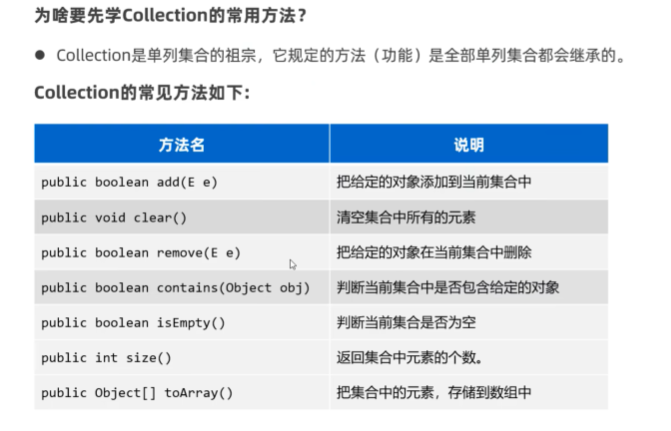 为啥要先学Collection的常用方法？
● Collection是单列集合的祖宗，它规定的方法（功能）是全部单列集合都会继承的。
Collection的常见方法如下：
方法名 说明
public boolean add(E e) 把给定的对象添加到当前集合中
public void clear() 清空集合中所有的元素
public boolean remove(E e) 把给定的对象在当前集合中删除
public boolean contains(Object obj) 判断当前集合中是否包含给定的对象
public boolean isEmpty() 判断当前集合是否为空
public int size() 返回集合中元素的个数。
public Object[] toArray() 把集合中的元素，存储到数组中